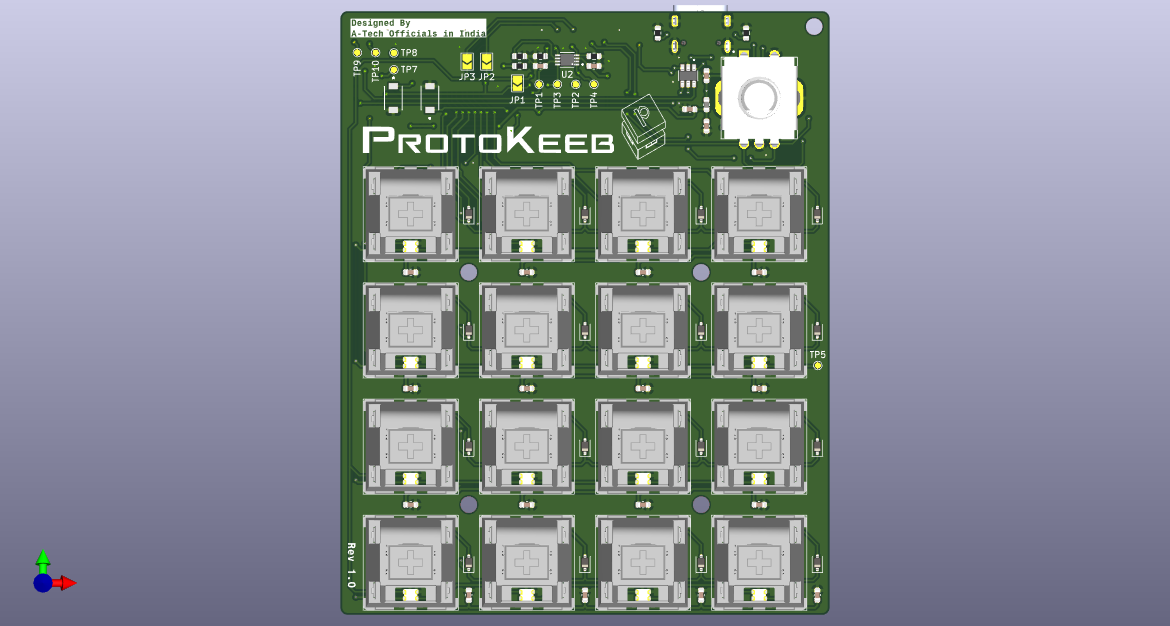 Designed By
A-Tech Officials in India
TP9
TP10
TP8
TP7
JP3
JP2
JP1
U2
TP1
TP3
TP2
TP4
PROTOKEEB
P
TP5
Rev 1.0